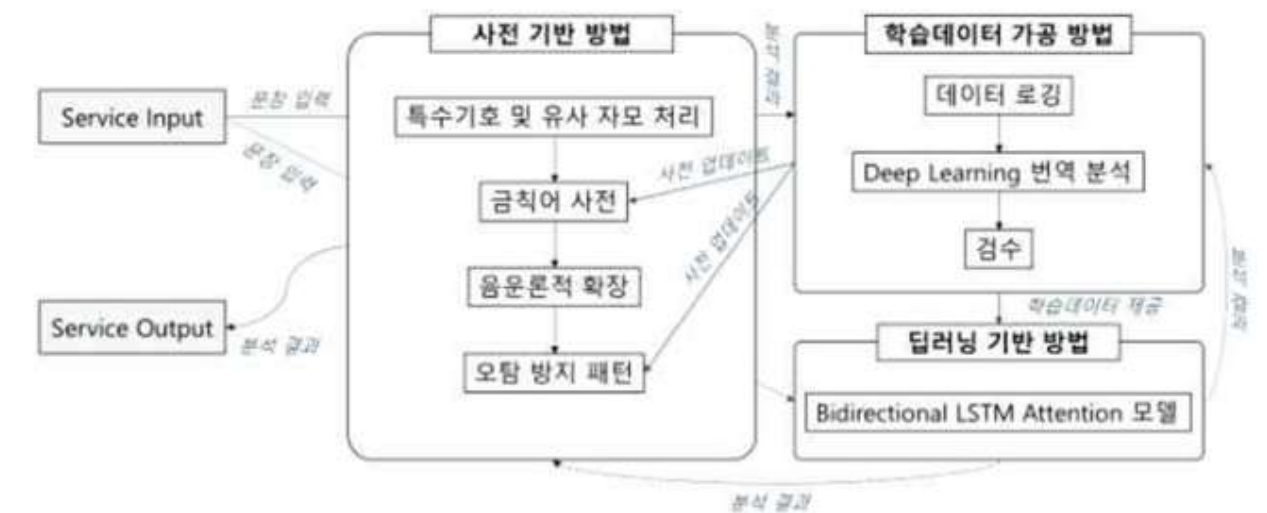 사전 기반 방법
학습데이터 가공 방법
Service Input
문장 입력
문장 입력
특수기호 및 유사 자모 처리
금칙어 사전
음운론적 확장
오탐 방지 패턴
Service Output
분석 결과
분석 결과
사전 업데이트
사전 업데이트
데이터 로깅
Deep Learning 번역 분석
검수
학습데이터 제공
분석 결과
딥러닝 기반 방법
Bidirectional LSTM Attention 모델
분석 결과